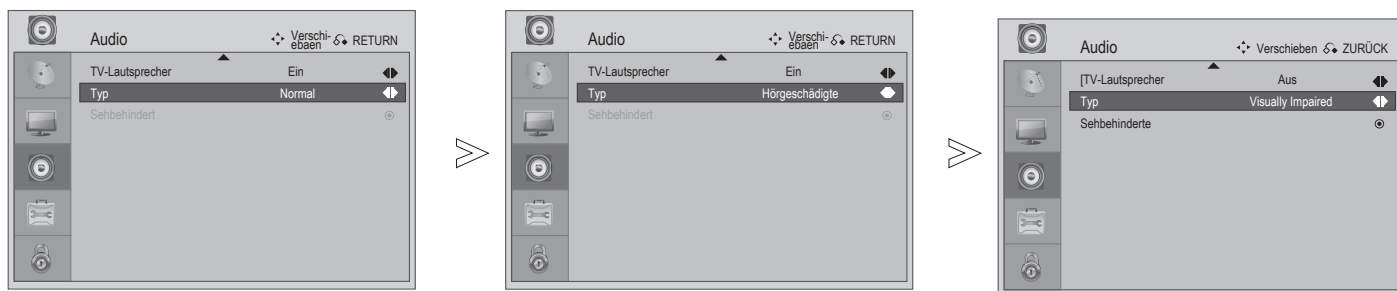 Audio Verschi-
ebaen RETURN
TV-Lautsprecher Ein
Typ Normal
Sehbehindert
Audio Verschi-
ebaen RETURN
TV-Lautsprecher Ein
Typ Hörgeschädigte
Sehbehindert
Audio Verschieben ZURÜCK
[TV-Lautsprecher Aus
Typ Visually Impaired
Sehbehinderte